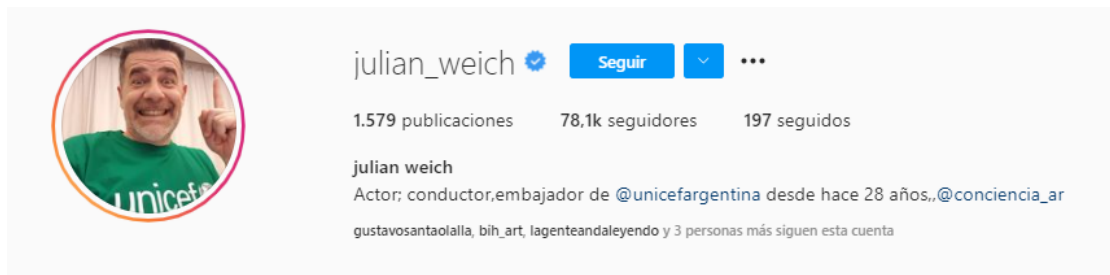 julian_weich
Seguir
1.579 publicaciones 78,1k seguidores 197 seguidos
julian weich
Actor; conductor,embajador de @unicefargentina desde hace 28 años,,@conciencia_ar
gustavosantaolalla, bih_art, lagenteandaleyendo y 3 personas más siguen esta cuenta
unicef